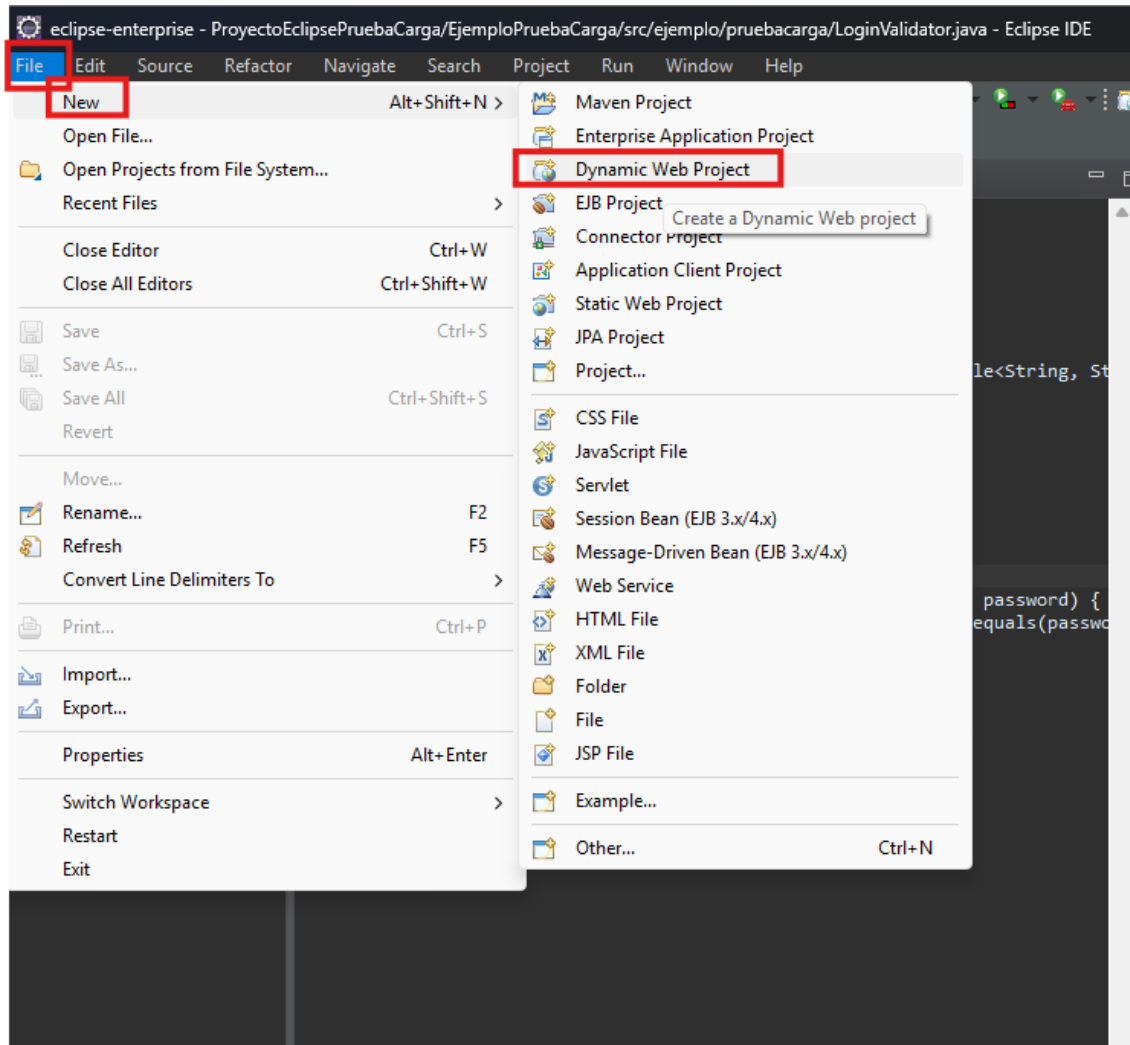 eclipse-enterprise - ProyectoEclipsePruebaCarga/EjemploPruebaCarga/src/ejemplo/pruebacarga/LoginValidator.java - Eclipse IDE
File Edit Source Refactor Navigate Search Project Run Window Help
New Alt+Shift+N >
Open File...
Open Projects from File System...
Recent Files >
Close Editor Ctrl+W
Close All Editors Ctrl+Shift+W
Save Ctrl+S
Save As...
Save All Ctrl+Shift+S
Revert
Move...
Rename... F2
Refresh F5
Convert Line Delimiters To >
Print... Ctrl+P
Import...
Export...
Properties Alt+Enter
Switch Workspace >
Restart
Exit
Maven Project
Enterprise Application Project
Dynamic Web Project
EJB Project
Create a Dynamic Web project
Connector Project
Application Client Project
Static Web Project
JPA Project
Project...
CSS File
JavaScript File
Servlet
Session Bean (EJB 3.x/4.x)
Message-Driven Bean (EJB 3.x/4.x)
Web Service
HTML File
XML File
Folder
File
JSP File
Example...
Other... Ctrl+N
le<String, St
password) {
equals(passwo